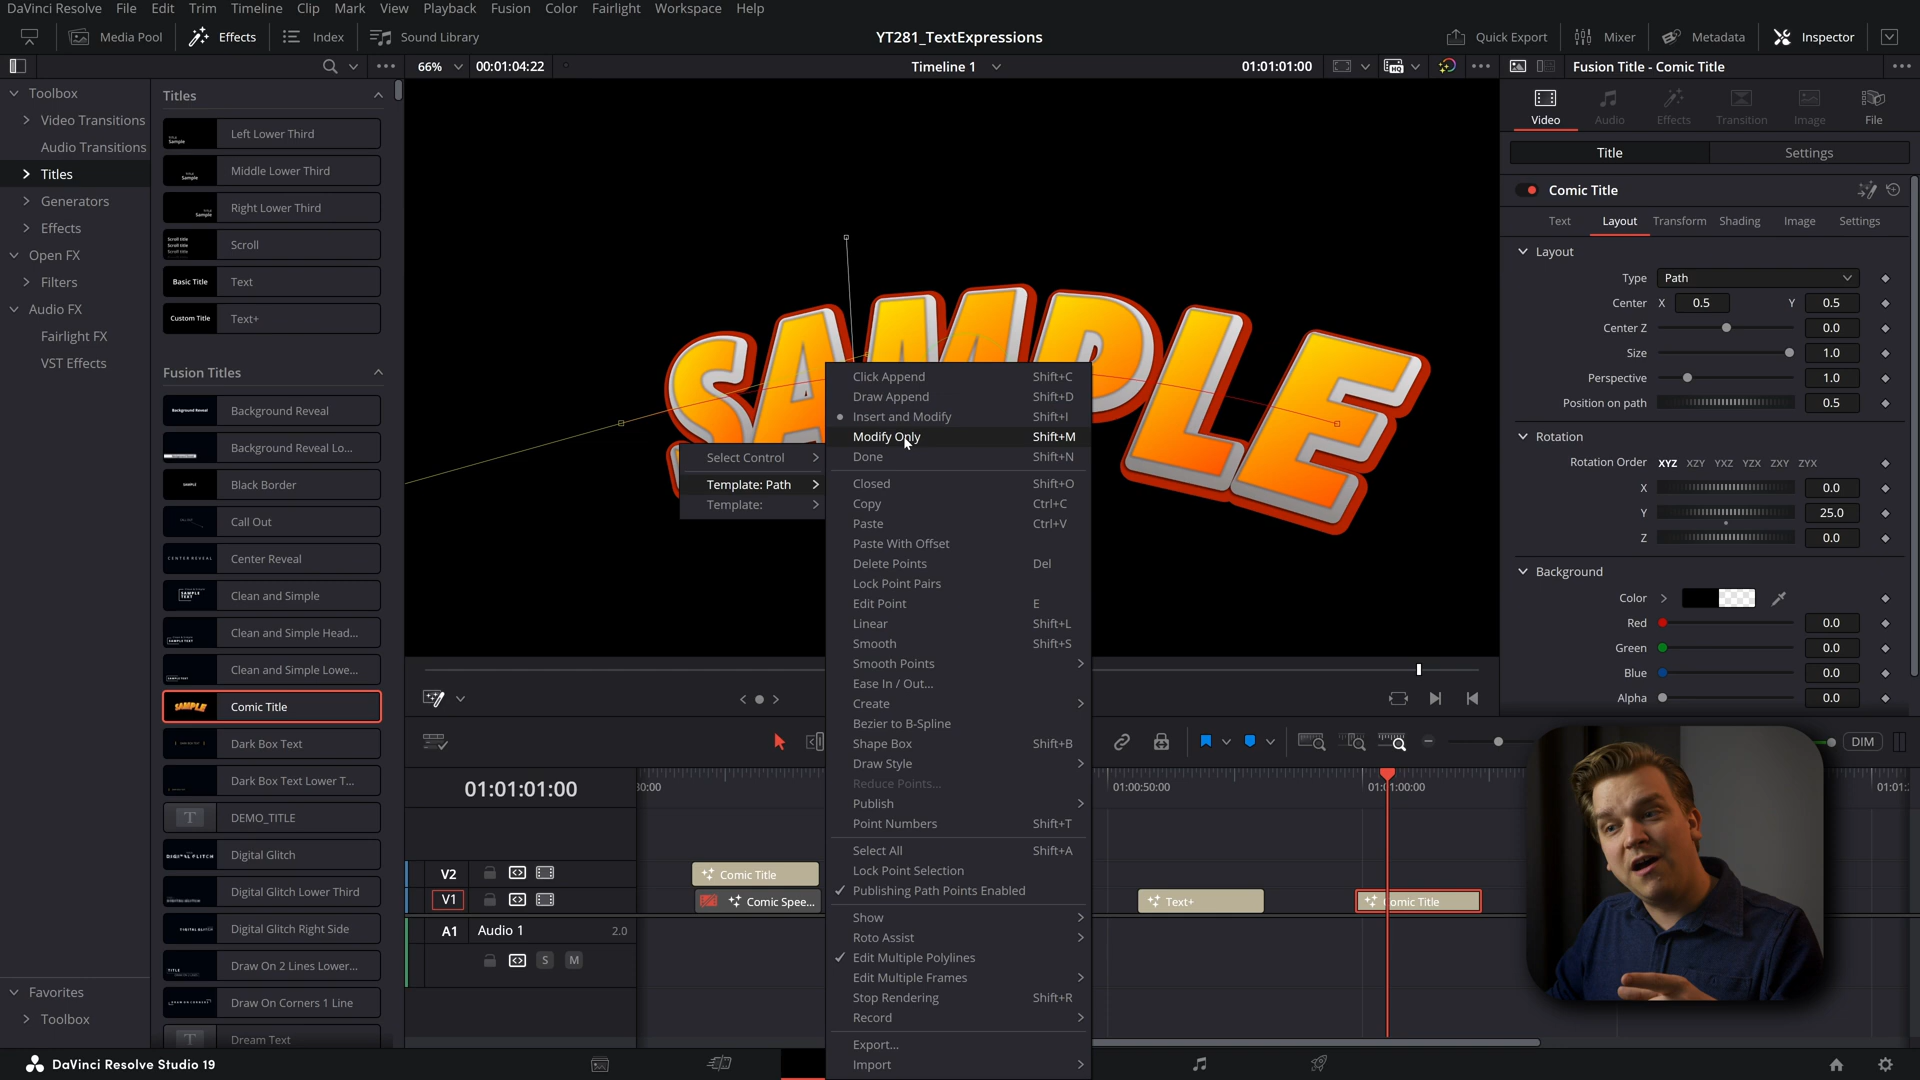 DaVinci Resolve File Edit Trim Timeline Clip Mark View Playback Fusion Color Fairlight Workspace Help
Media Pool Effects Index Sound Library
YT281_TextExpressions
Quick Export Mixer Metadata Inspector
66% 00:01:04:22 Timeline 1 01:01:01:00
Fusion Title - Comic Title
Toolbox
Video Transitions
Audio Transitions
Titles
Generators
Effects
Open FX
Filters
Audio FX
Fairlight FX
VST Effects
Favorites
Toolbox
Titles
Left Lower Third
Middle Lower Third
Right Lower Third
Scroll
Basic Title Text
Custom Title Text+
Fusion Titles
Background Reveal
Background Reveal Lo...
Black Border
Call Out
CENTER REVEAL Center Reveal
Clean and Simple
Clean and Simple Head...
Clean and Simple Lowe...
SAMPLE Comic Title
Dark Box Text
Dark Box Text Lower T...
T DEMO_TITLE
DIGITAL GLITCH Digital Glitch
Digital Glitch Lower Third
Digital Glitch Right Side
Draw On 2 Lines Lower...
Draw On Corners 1 Line
T Dream Text
SAMPLE
Select Control
Template: Path
Template:
Click Append Shift+C
Draw Append Shift+D
Insert and Modify Shift+I
Modify Only Shift+M
Done Shift+N
Closed Shift+O
Copy Ctrl+C
Paste Ctrl+V
Paste With Offset
Delete Points Del
Lock Point Pairs
Edit Point E
Linear Shift+L
Smooth Shift+S
Smooth Points
Ease In / Out...
Create
Bezier to B-Spline
Shape Box Shift+B
Draw Style
Reduce Points...
Publish
Point Numbers Shift+T
Select All Shift+A
Lock Point Selection
Publishing Path Points Enabled
Show
Roto Assist
Edit Multiple Polylines
Edit Multiple Frames
Stop Rendering Shift+R
Record
Export...
Import
Video Audio Effects Transition Image File
Title Settings
Comic Title
Text Layout Transform Shading Image Settings
Layout
Type Path
Center X 0.5 Y 0.5
Center Z 0.0
Size 1.0
Perspective 1.0
Position on path 0.5
Rotation
Rotation Order XYZ XZY YXZ YZX ZXY ZYX
X 0.0
Y 25.0
Z 0.0
Background
Color
Red 0.0
Green 0.0
Blue 0.0
Alpha 0.0
DIM
01:01:01:00
01:00:50:00 01:01:00:00
V2 Comic Title
V1 Comic Spee... Text+ Comic Title
A1 Audio 1 2.0
S M
DaVinci Resolve Studio 19